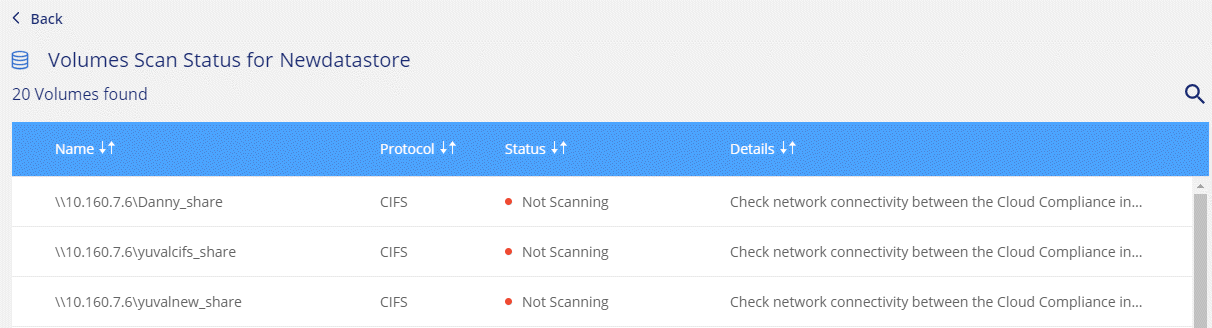 Back
Volumes Scan Status for Newdatastore
20 Volumes found
Name Protocol Status Details
\\10.160.7.6\Danny_share CIFS Not Scanning Check network connectivity between the Cloud Compliance in...
\\10.160.7.6\yuvalcifs_share CIFS Not Scanning Check network connectivity between the Cloud Compliance in...
\\10.160.7.6\yuvalnew_share CIFS Not Scanning Check network connectivity between the Cloud Compliance in...